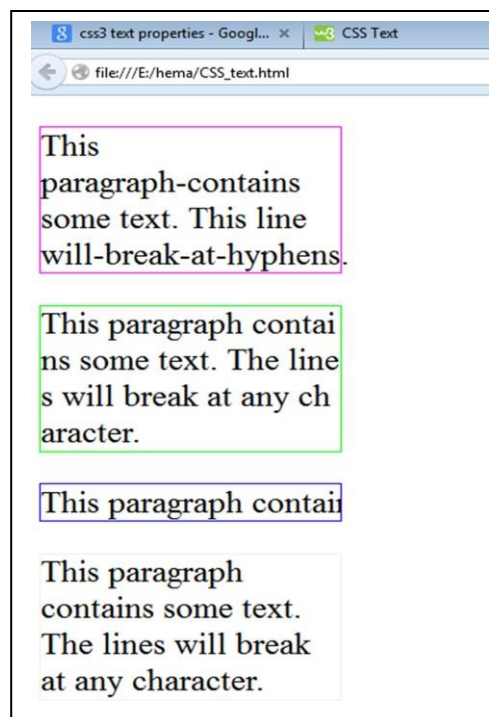 css3 text properties - Googl... × CSS Text
file:///E:/hema/CSS_text.html
This
paragraph-contains
some text. This line
will-break-at-hyphens.
This paragraph contai
ns some text. The line
s will break at any ch
aracter.
This paragraph contain
This paragraph
contains some text.
The lines will break
at any character.